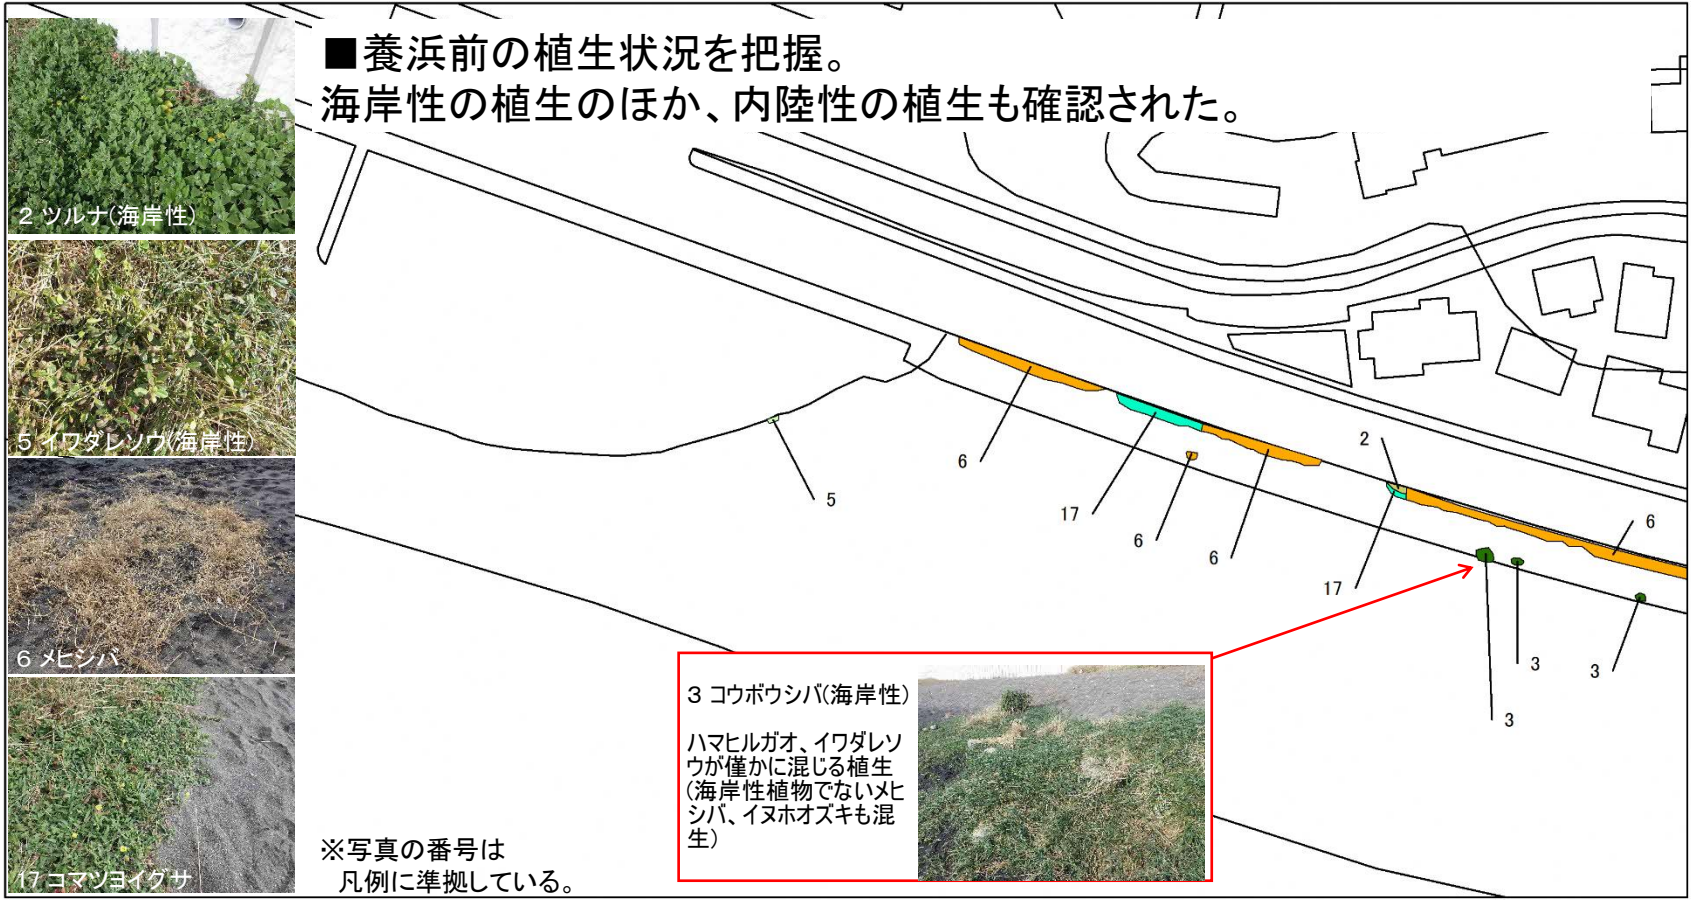 ■養浜前の植生状況を把握。
海岸性の植生のほか、内陸性の植生も確認された。
2 ツルナ(海岸性)
5 イワダレソウ(海岸性)
6 メヒシバ
17 コマツヨイグサ
6
5
17
6
6
2
17
6
3
3
3
3 コウボウシバ(海岸性)
ハマヒルガオ、イワダレソ
ウが僅かに混じる植生
(海岸性植物でないメヒ
シバ、イヌホオズキも混
生)
※写真の番号は
凡例に準拠している。